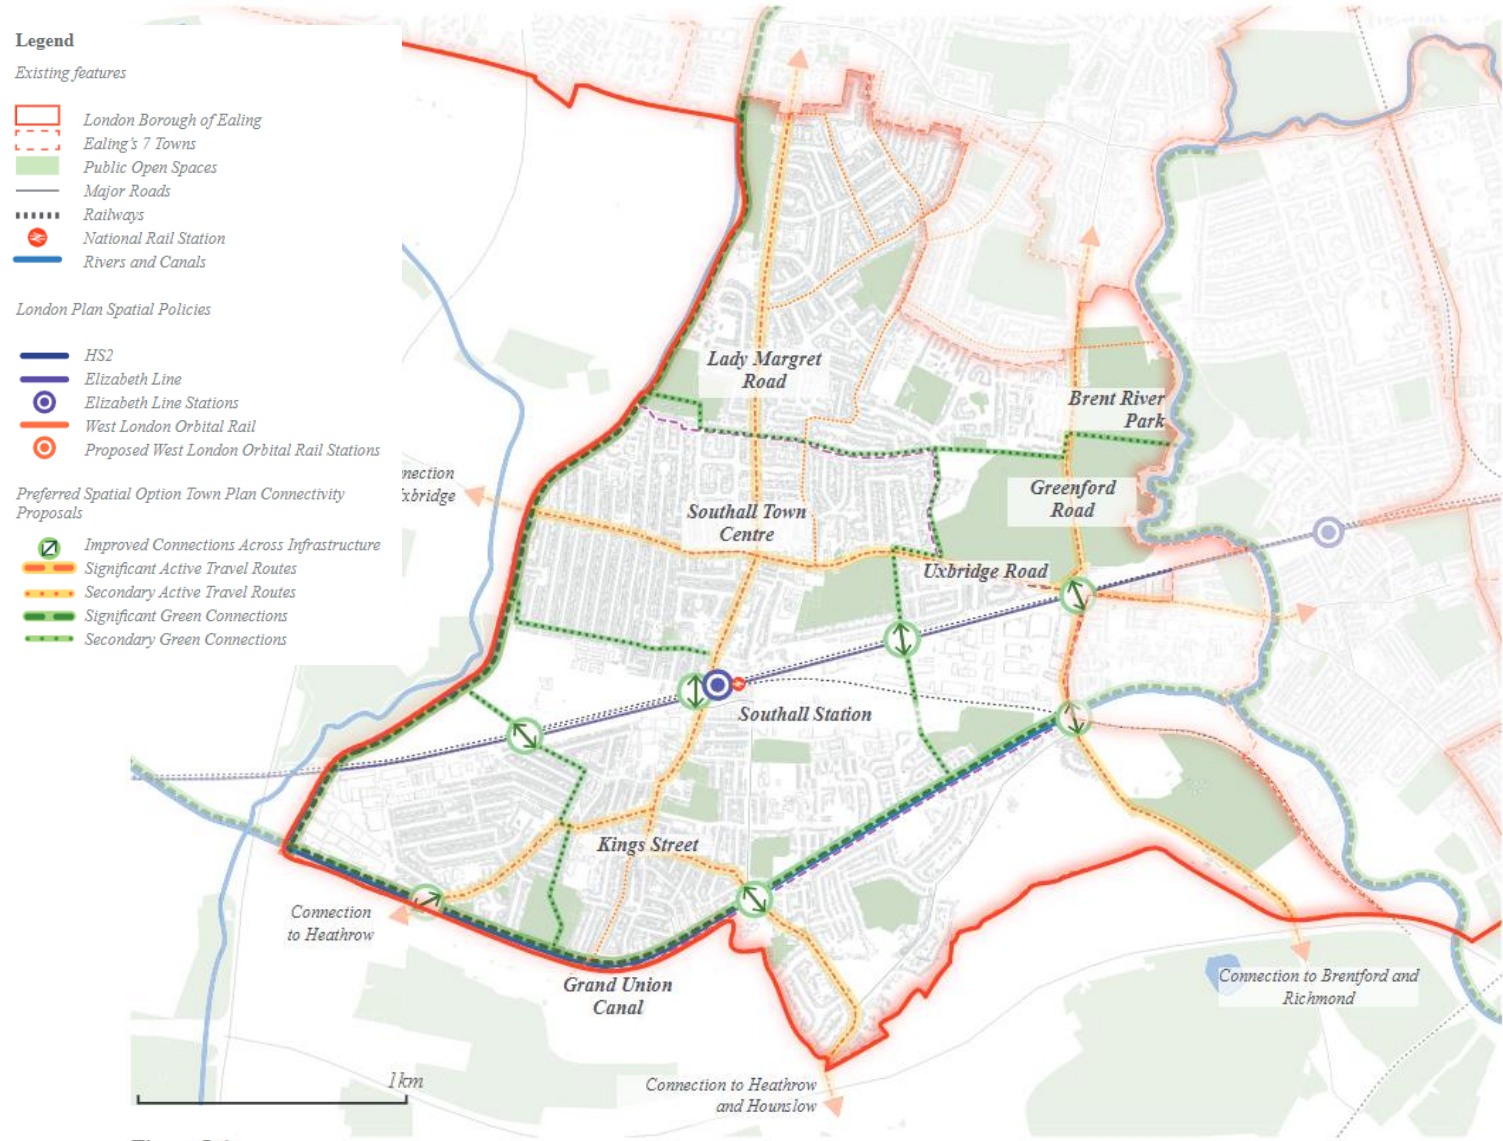 Legend
Existing features
London Borough of Ealing
Ealing's 7 Towns
Public Open Spaces
Major Roads
Railways
National Rail Station
Rivers and Canals
London Plan Spatial Policies
HS2
Elizabeth Line
Elizabeth Line Stations
West London Orbital Rail
Proposed West London Orbital Rail Stations
Preferred Spatial Option Town Plan Connectivity
Proposals
Improved Connections Across Infrastructure
Significant Active Travel Routes
Secondary Active Travel Routes
Significant Green Connections
Secondary Green Connections
Lady Margret
Road
Brent River
Park
nnection
xbridge
Greenford
Road
Southall Town
Centre
Uxbridge Road
Southall Station
Kings Street
Connection
to Heathrow
Grand Union
Canal
Connection to Brentford and
Richmond
1km
Connection to Heathrow
and Hounslow